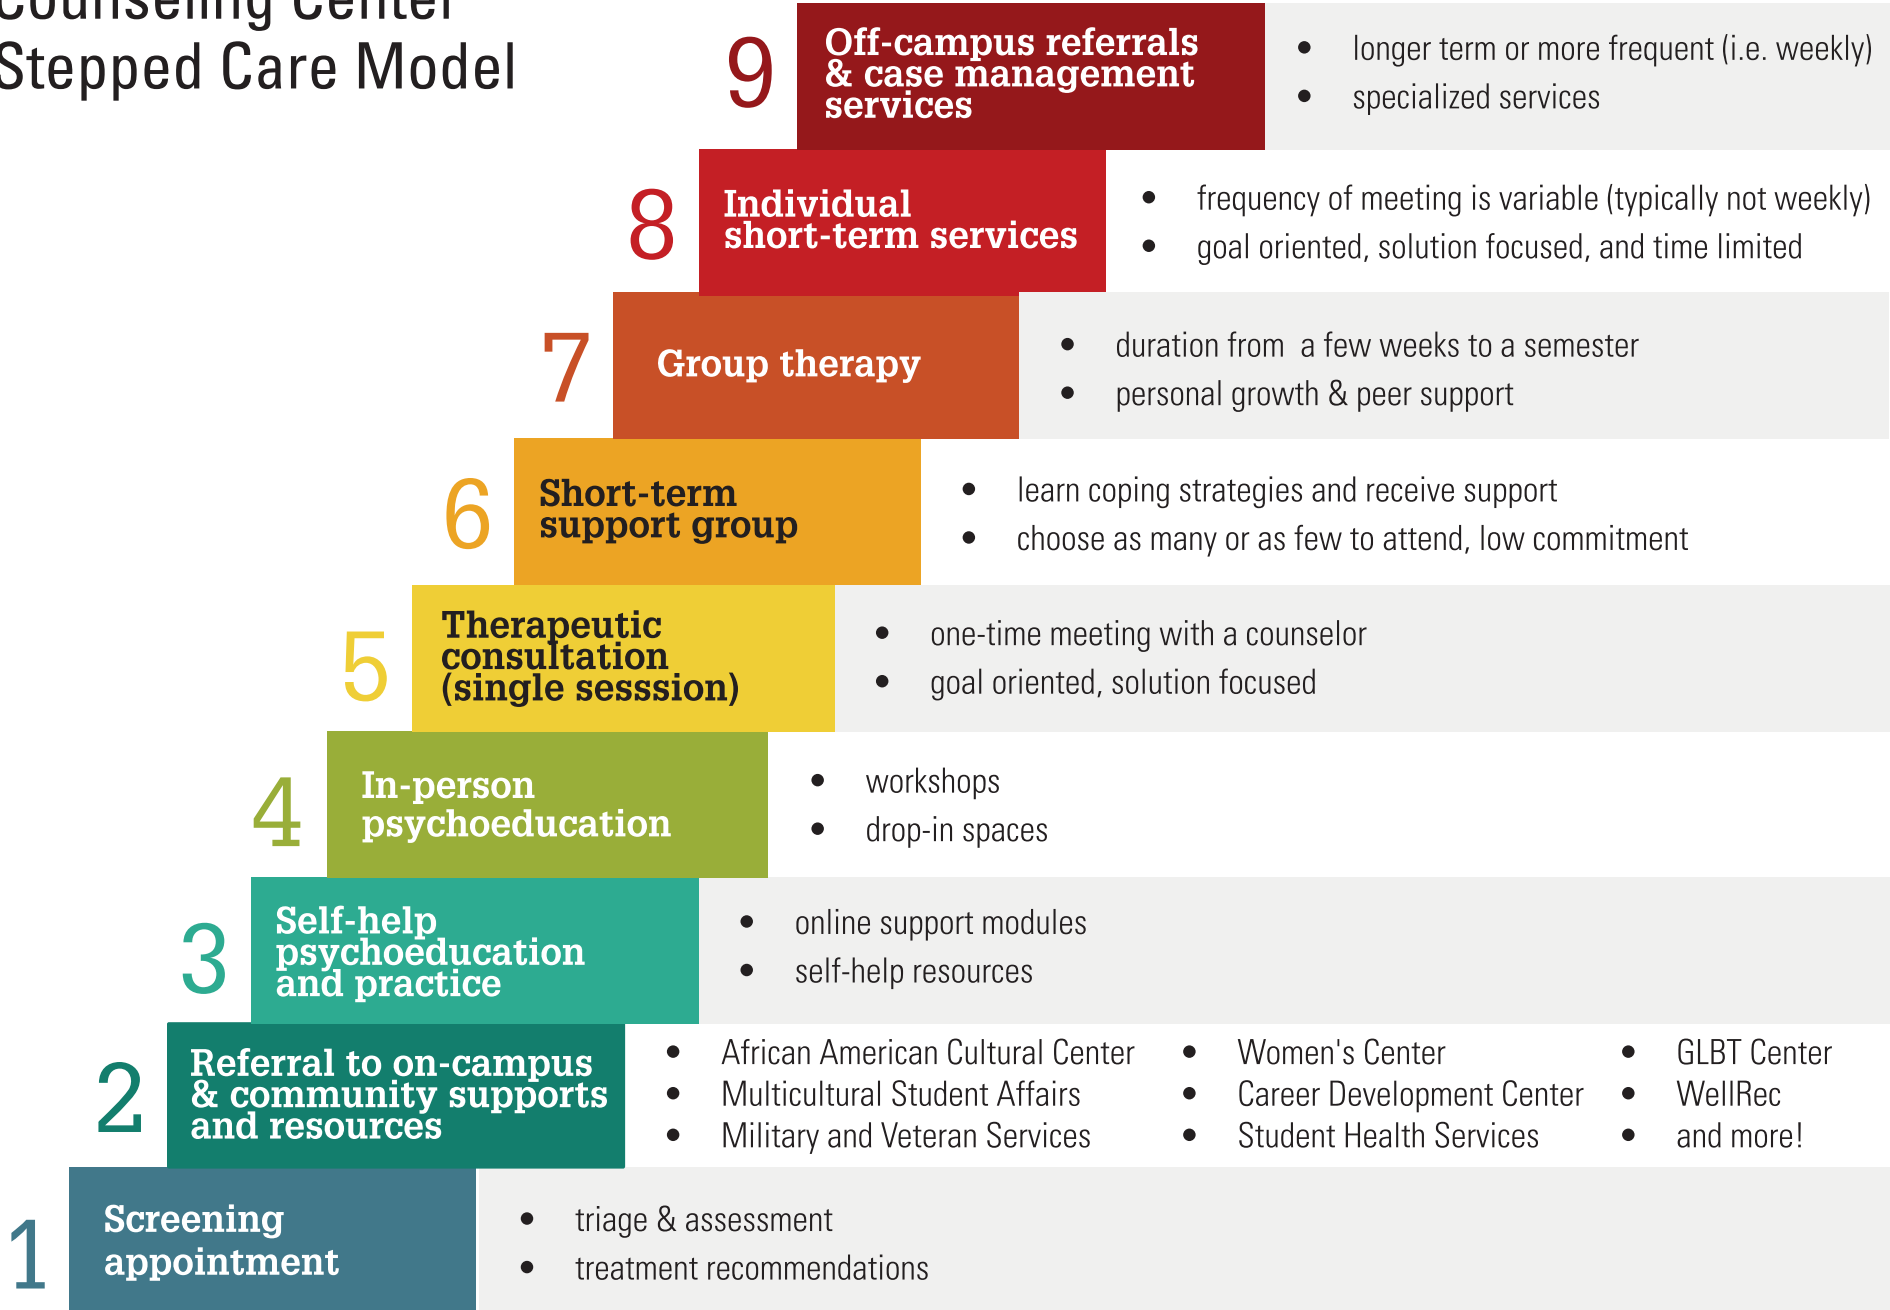 Counseling Center
Stepped Care Model
9
Off-campus referrals
& case management
services
• longer term or more frequent (i.e. weekly)
• specialized services
8
Individual
short-term services
• frequency of meeting is variable (typically not weekly)
• goal oriented, solution focused, and time limited
7
Group therapy
• duration from a few weeks to a semester
• personal growth & peer support
6
Short-term
support group
• learn coping strategies and receive support
• choose as many or as few to attend, low commitment
5
Therapeutic
consultation
(single sesssion)
• one-time meeting with a counselor
• goal oriented, solution focused
4
In-person
psychoeducation
• workshops
• drop-in spaces
3
Self-help
psychoeducation
and practice
• online support modules
• self-help resources
2
Referral to on-campus
& community supports
and resources
• African American Cultural Center
• Multicultural Student Affairs
• Military and Veteran Services
• Women's Center
• Career Development Center
• Student Health Services
• GLBT Center
• WellRec
• and more!
1
Screening
appointment
• triage & assessment
• treatment recommendations